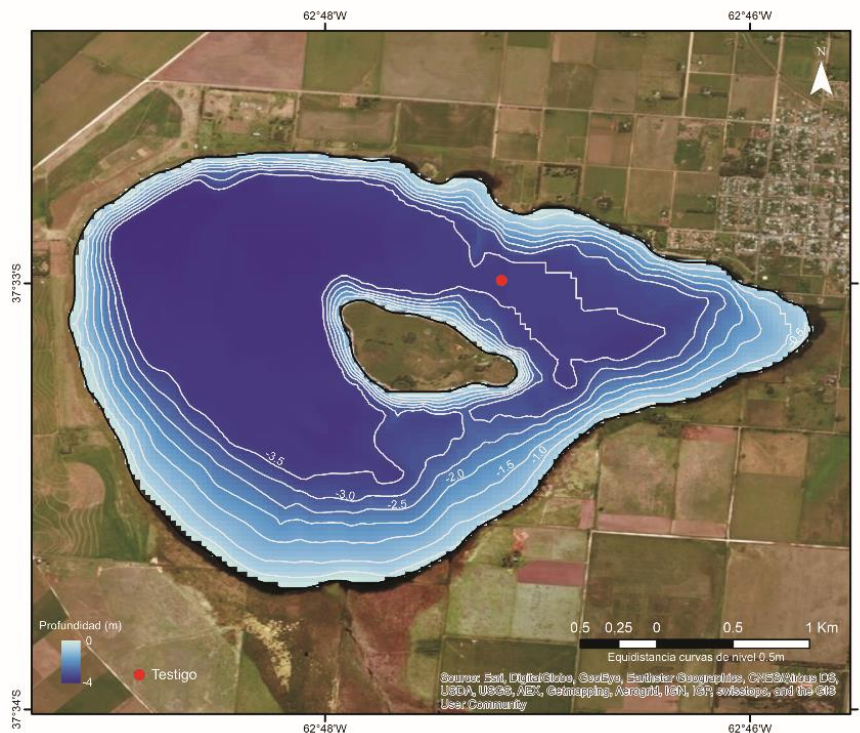 62°48'W 62°46'W
N
37°33'S
-0.5
-3.5
-3.0
-2.5
-2.0
-1.5
-1.0
Profundidad (m)
0
-4
Testigo
0.5 0.25 0 0.5 1 Km
Equidistancia curvas de nivel 0.5m
Source: Esri, DigitalGlobe, GeoEye, Earthstar Geographics, CNES/Airbus DS,
USDA, USGS, AEX, Getmapping, Aerogrid, IGN, IGP, swisstopo, and the GIS
User Community
37°34'S
62°48'W 62°46'W